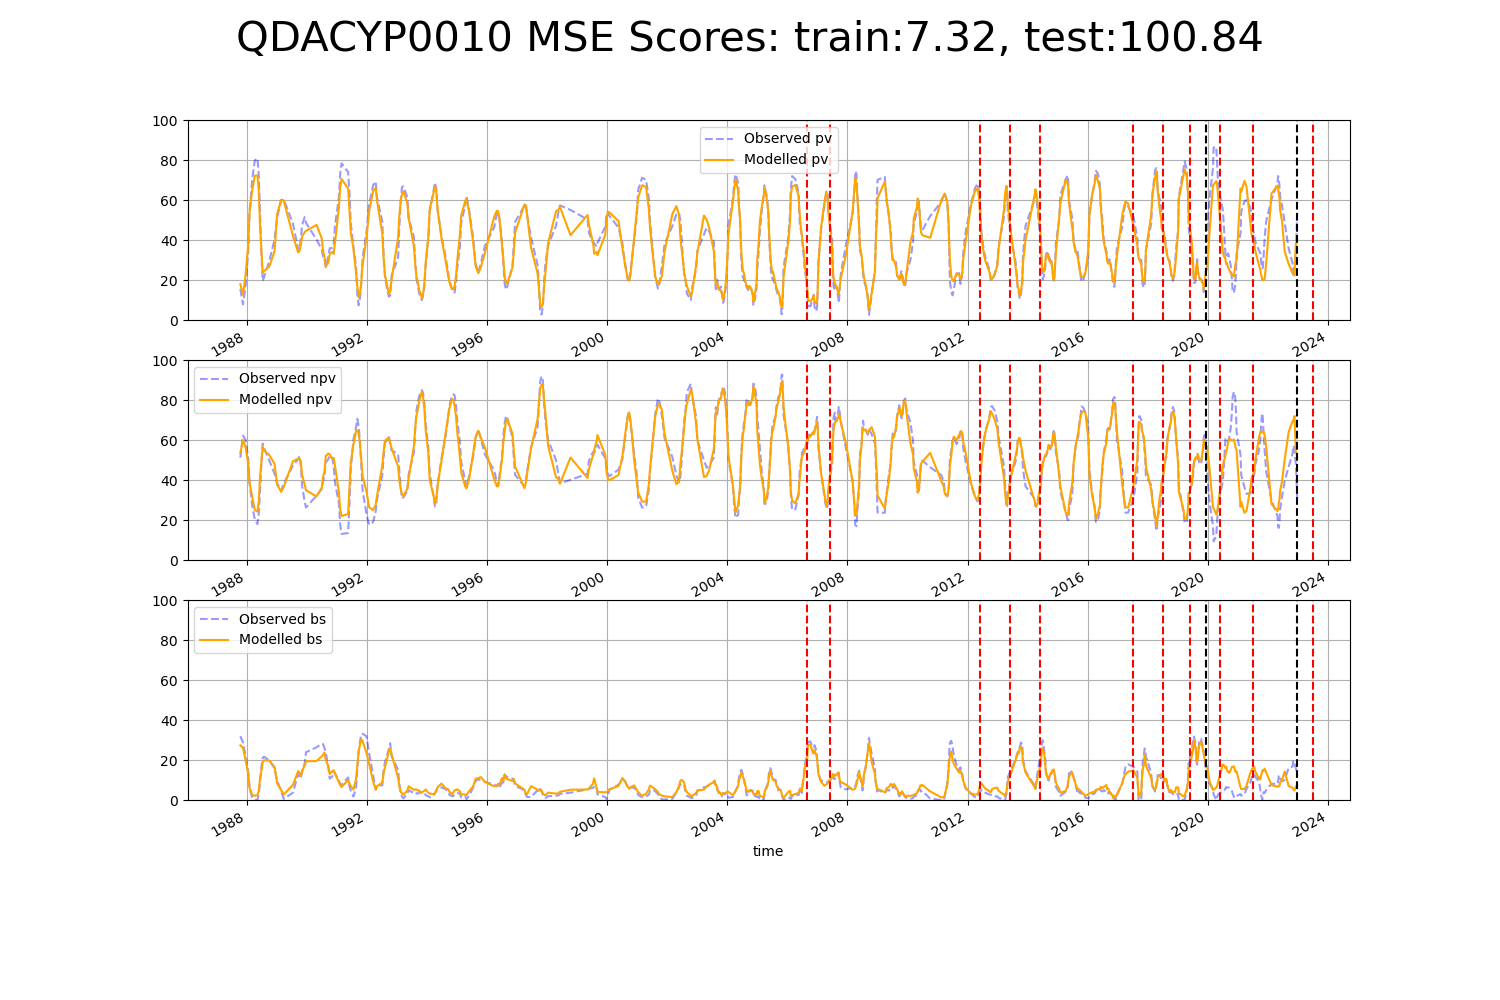 QDACYP0010 MSE Scores: train:7.32, test:100.84
100
80
60
40
20
0
Observed pv
Modelled pv
1988 1992 1996 2000 2004 2008 2012 2016 2020 2024
100
80
60
40
20
0
Observed npv
Modelled npv
1988 1992 1996 2000 2004 2008 2012 2016 2020 2024
100
80
60
40
20
0
Observed bs
Modelled bs
1988 1992 1996 2000 2004 2008 2012 2016 2020 2024
time